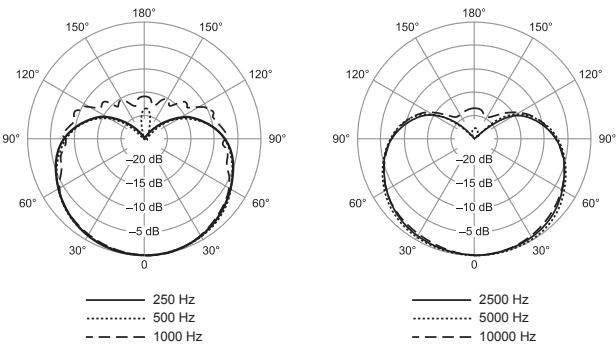 180°
150° 150°
120° 120°
90° 90°
–20 dB
–15 dB
–10 dB
–5 dB
60° 60°
30° 30°
0
250 Hz
500 Hz
1000 Hz
180°
150° 150°
120° 120°
90° 90°
–20 dB
–15 dB
–10 dB
–5 dB
60° 60°
30° 30°
0
2500 Hz
5000 Hz
10000 Hz